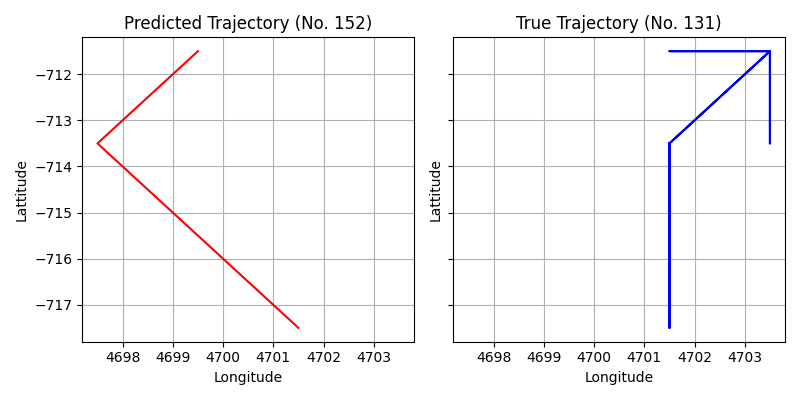 Predicted Trajectory (No. 152)
True Trajectory (No. 131)
−712
−713
−714
−715
−716
−717
Lattitude
Lattitude
4698 4699 4700 4701 4702 4703
4698 4699 4700 4701 4702 4703
Longitude
Longitude